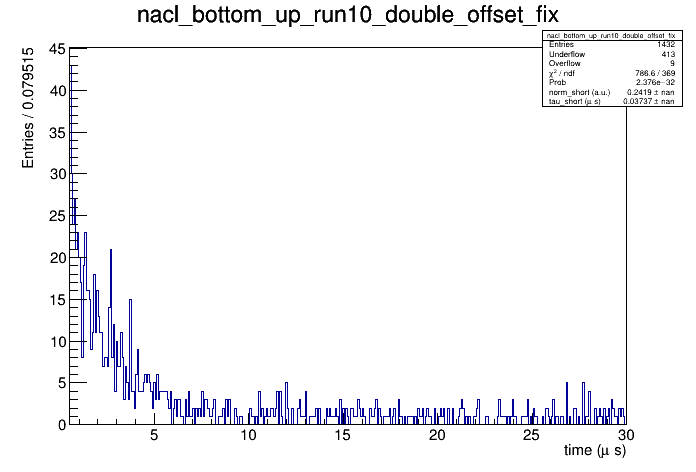 nacl_bottom_up_run10_double_offset_fix
nacl_bottom_up_run10_double_offset_fix
Entries 1432
Underflow 413
Overflow 9
χ² / ndf 786.6 / 369
Prob 2.376e−32
norm_short (a.u.) 0.2419 ± nan
tau_short (μ s) 0.03737 ± nan
Entries / 0.079515
45
40
35
30
25
20
15
10
5
0
5 10 15 20 25 30
time (μ s)